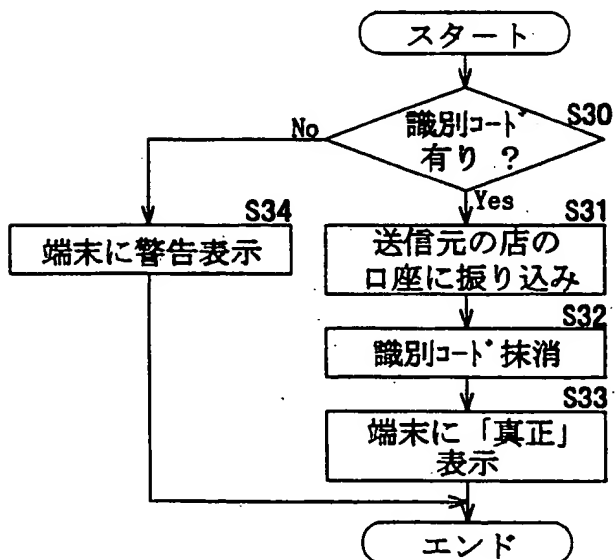 スタート
S30
識別コード
有り ?
No
Yes
S34
端末に警告表示
S31
送信元の店の
口座に振り込み
S32
識別コード抹消
S33
端末に「真正」
表示
エンド